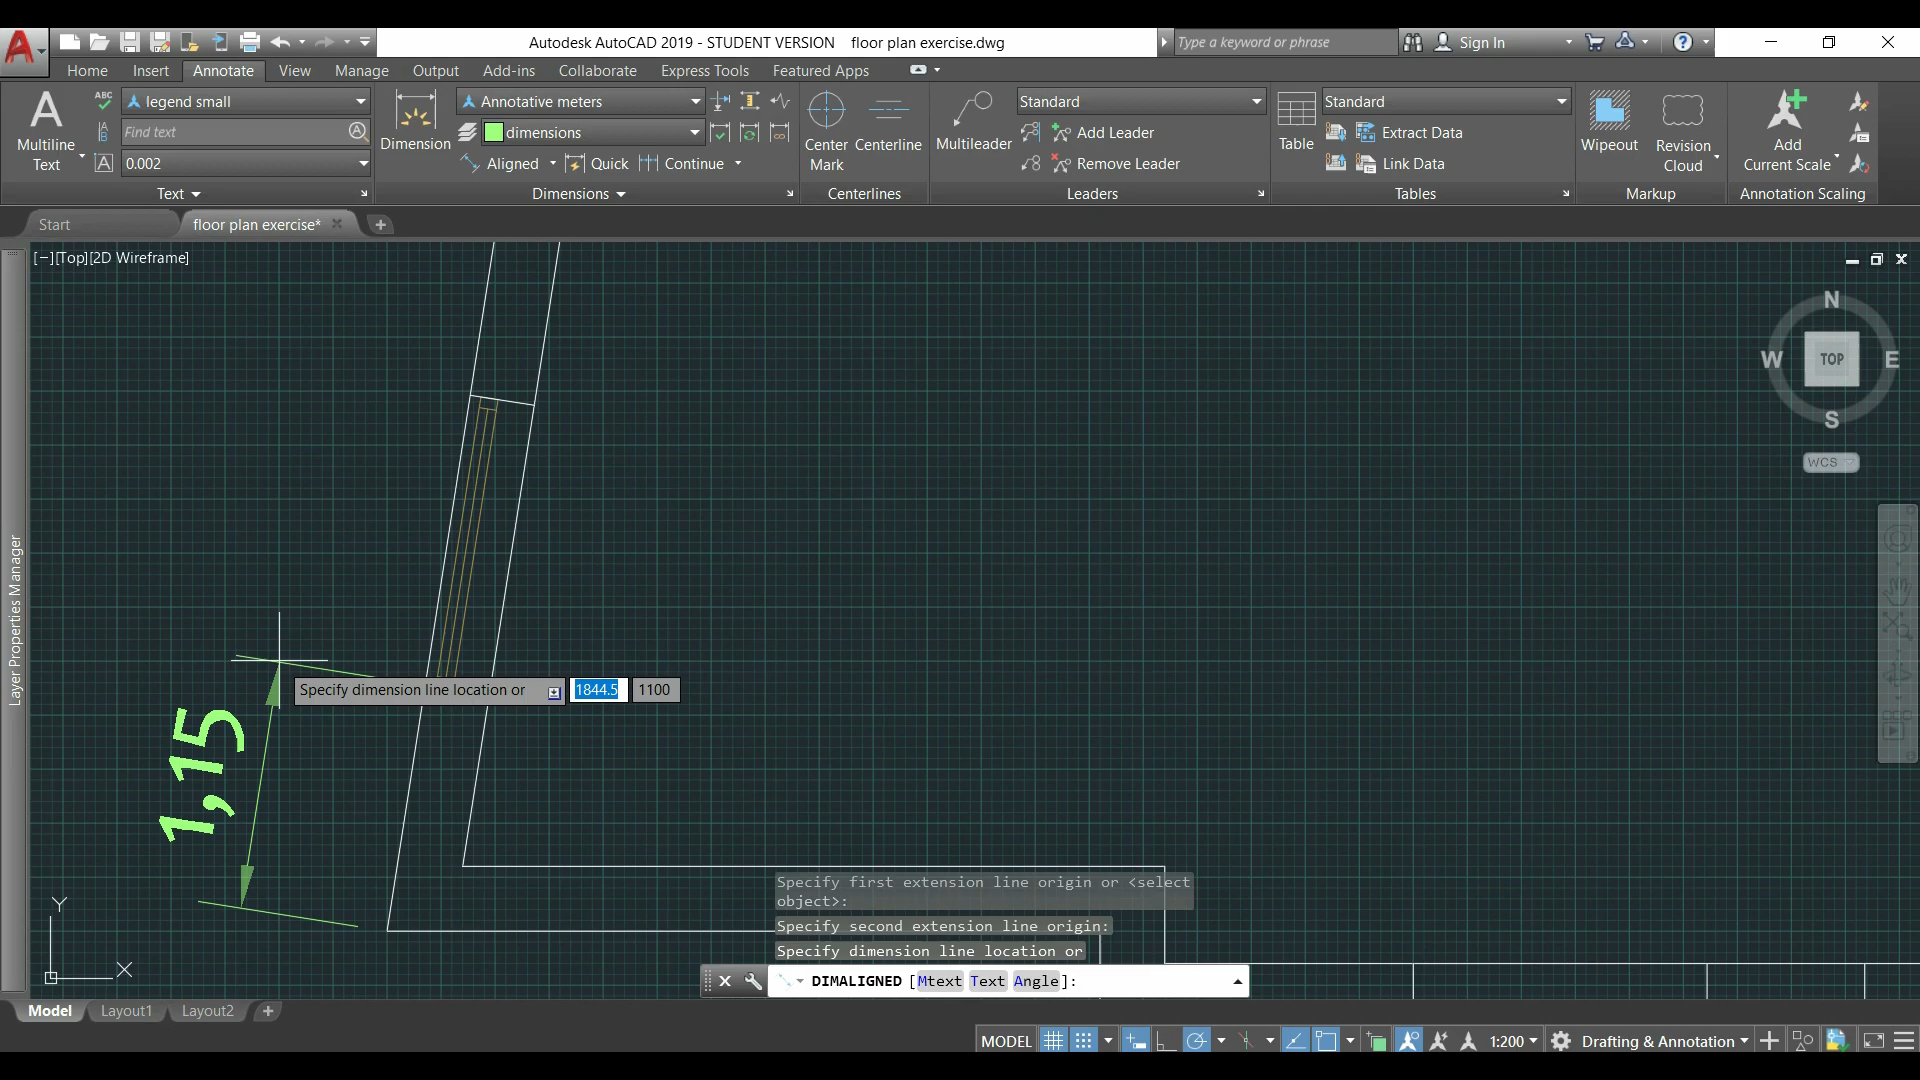 Autodesk AutoCAD 2019 - STUDENT VERSION floor plan exercise.dwg
Type a keyword or phrase
Sign In
Home Insert Annotate View Manage Output Add-ins Collaborate Express Tools Featured Apps
Multiline
Text
legend small
Find text
0.002
Text
Dimension
Annotative meters
dimensions
Aligned Quick Continue
Dimensions
Center
Mark
Centerline
Centerlines
Multileader
Standard
Add Leader
Remove Leader
Leaders
Table
Standard
Extract Data
Link Data
Tables
Wipeout
Revision
Cloud
Markup
Add
Current Scale
Annotation Scaling
Start
floor plan exercise*
[−][Top][2D Wireframe]
N
W TOP E
S
WCS
Layer Properties Manager
1,15
Specify dimension line location or 1844.5 1100
Specify first extension line origin or <select
object>:
Specify second extension line origin:
Specify dimension line location or
DIMALIGNED [Mtext Text Angle]:
Y
X
Model Layout1 Layout2
MODEL 1:200 Drafting & Annotation